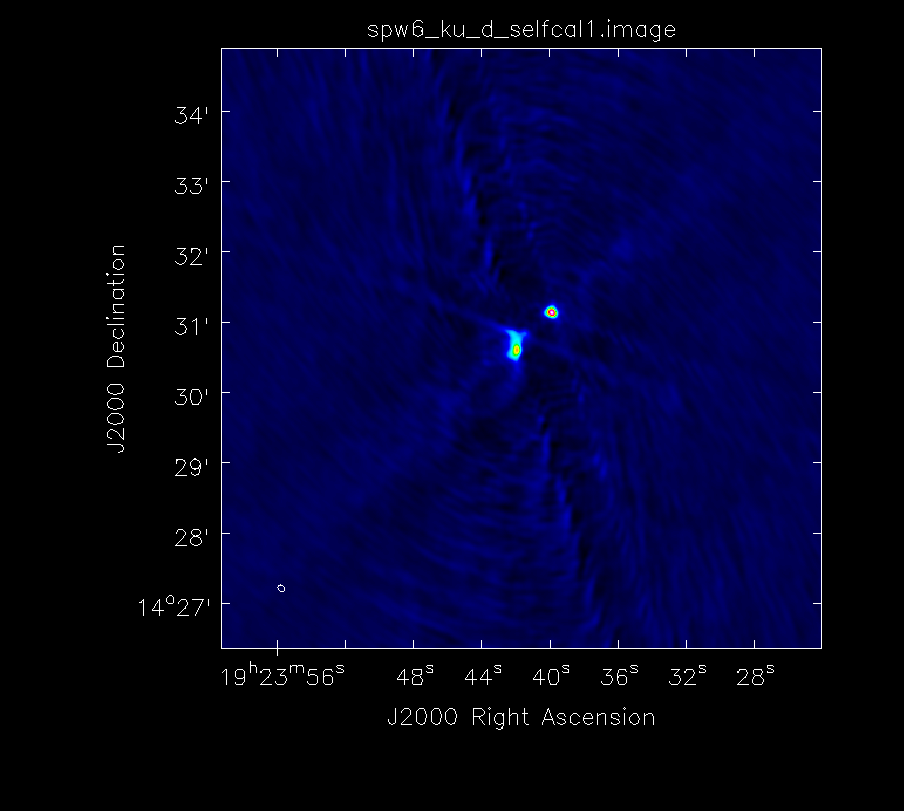 spw6_ku_d_selfcal1.image
34'
33'
32'
31'
30'
29'
28'
14°27'
J2000 Declination
19ʰ23ᵐ56ˢ 48ˢ 44ˢ 40ˢ 36ˢ 32ˢ 28ˢ
J2000 Right Ascension